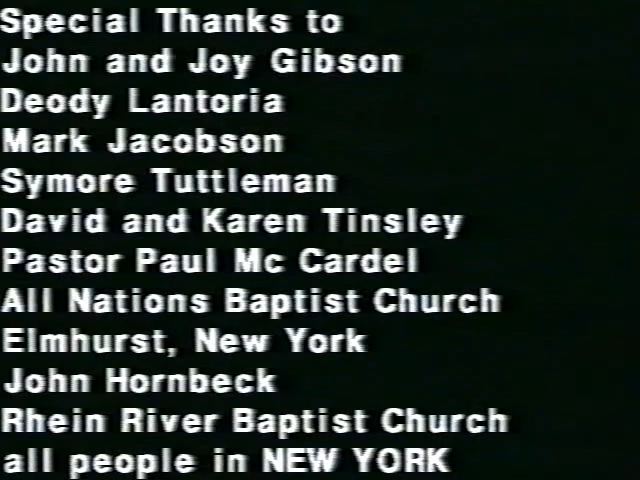 Special Thanks to
John and Joy Gibson
Deody Lantoria
Mark Jacobson
Symore Tuttleman
David and Karen Tinsley
Pastor Paul Mc Cardel
All Nations Baptist Church
Elmhurst, New York
John Hornbeck
Rhein River Baptist Church
all people in NEW YORK